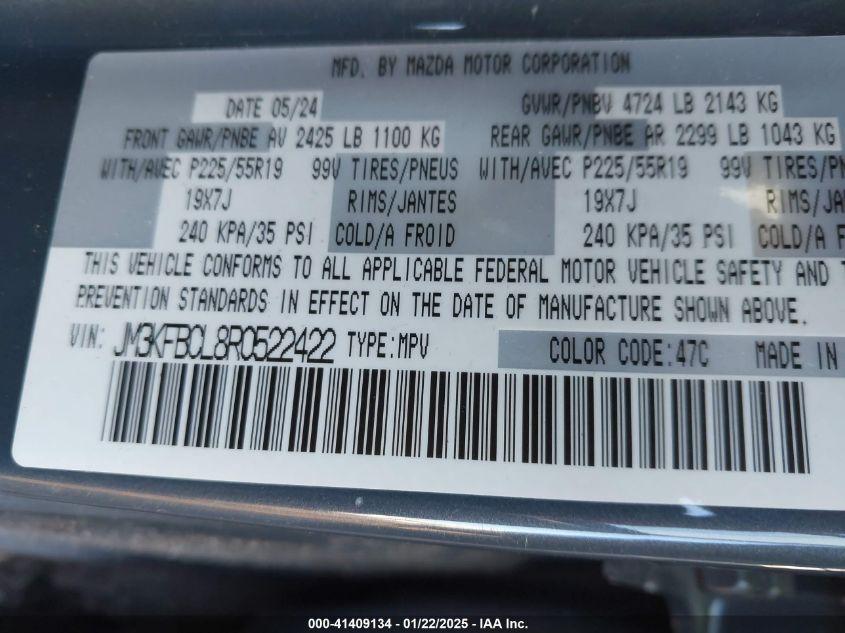 MFD. BY MAZDA MOTOR CORPORATION
DATE 05/24 GVWR/PNBV 4724 LB 2143 KG
FRONT GAWR/PNBE AV 2425 LB 1100 KG REAR GAWR/PNBE AR 2299 LB 1043 KG
WITH/AVEC P225/55R19 99V TIRES/PNEUS WITH/AVEC P225/55R19 99V TIRES/PN
19X7J RIMS/JANTES 19X7J RIMS/JAN
240 KPA/35 PSI COLD/A FROID 240 KPA/35 PSI COLD/A F
THIS VEHICLE CONFORMS TO ALL APPLICABLE FEDERAL MOTOR VEHICLE SAFETY AND T
PREVENTION STANDARDS IN EFFECT ON THE DATE OF MANUFACTURE SHOWN ABOVE.
VIN: JM3KFBCL8R0522422 TYPE:MPV COLOR CODE:47C MADE IN
000-41409134 - 01/22/2025 - IAA Inc.